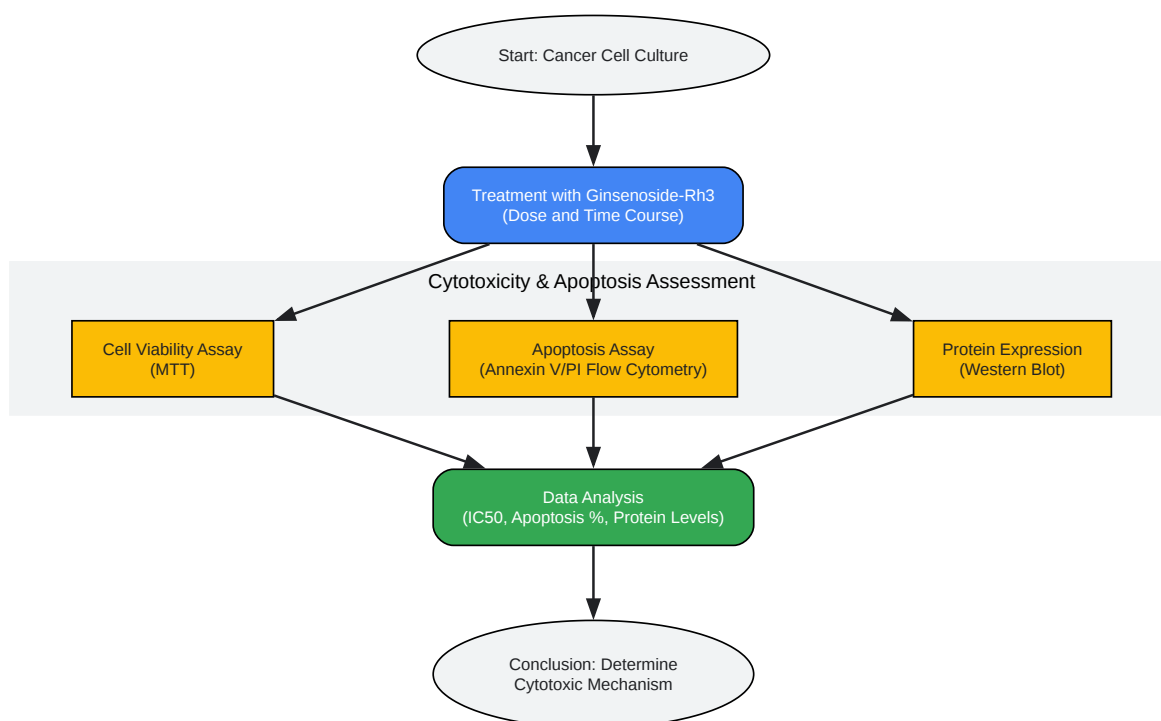 Start: Cancer Cell Culture
Treatment with Ginsenoside-Rh3
(Dose and Time Course)
Cytotoxicity & Apoptosis Assessment
Cell Viability Assay
(MTT)
Apoptosis Assay
(Annexin V/PI Flow Cytometry)
Protein Expression
(Western Blot)
Data Analysis
(IC50, Apoptosis %, Protein Levels)
Conclusion: Determine
Cytotoxic Mechanism